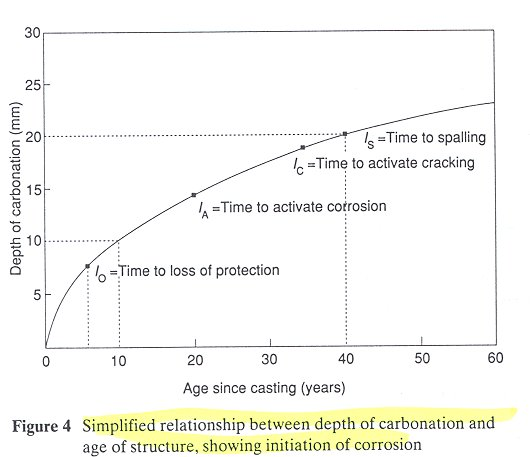 30
25
20
15
10
5
Depth of carbonation (mm)
I_S =Time to spalling
I_C =Time to activate cracking
I_A =Time to activate corrosion
I_O =Time to loss of protection
0 10 20 30 40 50 60
Age since casting (years)
Figure 4 Simplified relationship between depth of carbonation and
age of structure, showing initiation of corrosion